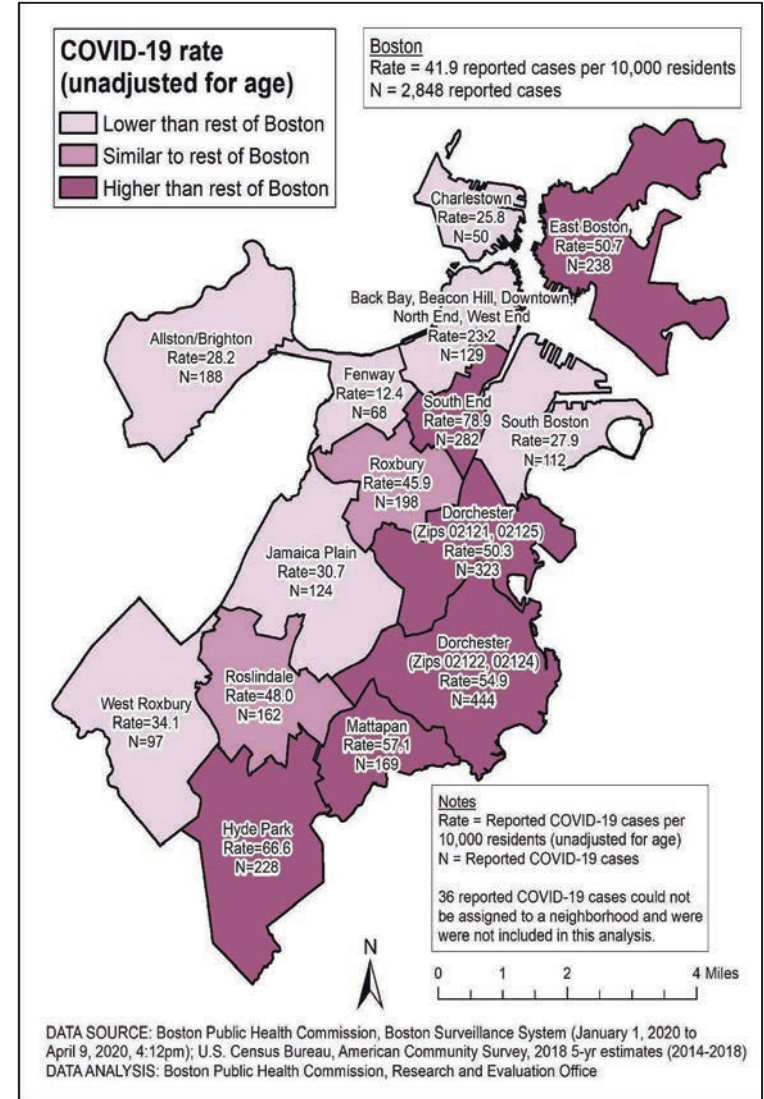 COVID-19 rate
(unadjusted for age)
Lower than rest of Boston
Similar to rest of Boston
Higher than rest of Boston
Boston
Rate = 41.9 reported cases per 10,000 residents
N = 2,848 reported cases
Charlestown
Rate=25.8
N=50
East Boston
Rate=50.7
N=238
Back Bay, Beacon Hill, Downtown,
North End, West End
Rate=23.2
N=129
Allston/Brighton
Rate=28.2
N=188
Fenway
Rate=12.4
N=68
South End
Rate=78.9
N=282
South Boston
Rate=27.9
N=112
Roxbury
Rate=45.9
N=198
Dorchester
(Zips 02121, 02125)
Rate=50.3
N=323
Jamaica Plain
Rate=30.7
N=124
Dorchester
(Zips 02122, 02124)
Rate=54.9
N=444
Roslindale
Rate=48.0
N=162
West Roxbury
Rate=34.1
N=97
Mattapan
Rate=57.1
N=169
Hyde Park
Rate=66.6
N=228
Notes
Rate = Reported COVID-19 cases per
10,000 residents (unadjusted for age)
N = Reported COVID-19 cases
36 reported COVID-19 cases could not
be assigned to a neighborhood and were
were not included in this analysis.
N
0 1 2 4 Miles
DATA SOURCE: Boston Public Health Commission, Boston Surveillance System (January 1, 2020 to
April 9, 2020, 4:12pm); U.S. Census Bureau, American Community Survey, 2018 5-yr estimates (2014-2018)
DATA ANALYSIS: Boston Public Health Commission, Research and Evaluation Office